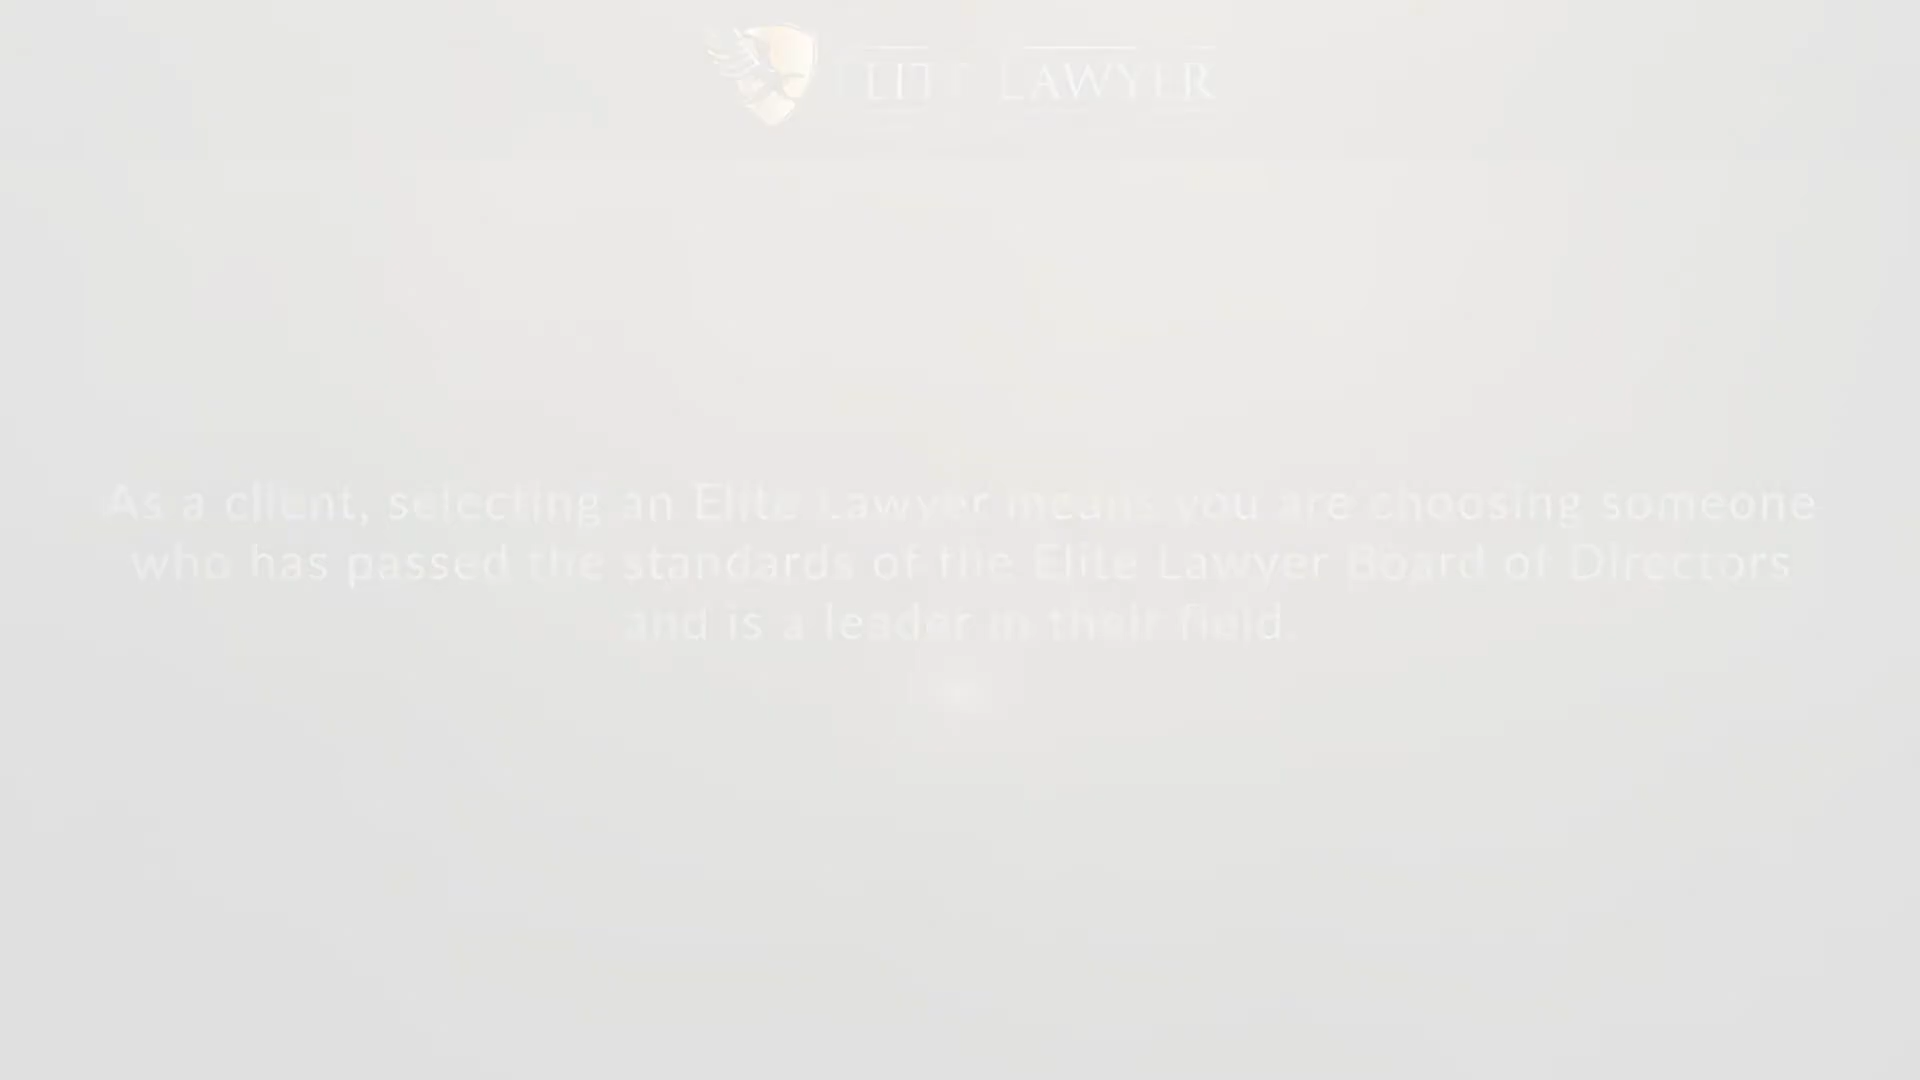 ELITE LAWYER
As a client, selecting an Elite Lawyer means you are choosing someone
who has passed the standards of the Elite Lawyer Board of Directors
and is a leader in their field.